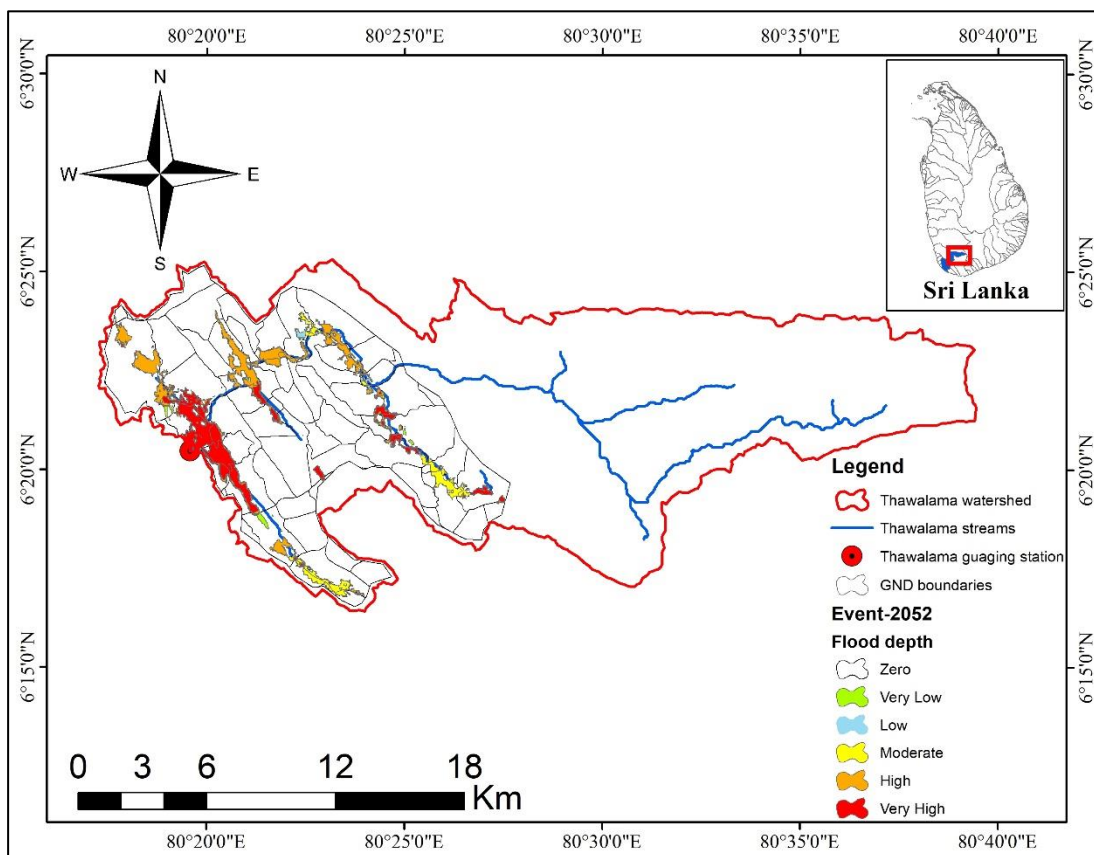 80°20'0"E 80°25'0"E 80°30'0"E 80°35'0"E 80°40'0"E
6°30'0"N
6°30'0"N
N
W E
S
Sri Lanka
6°25'0"N
6°25'0"N
6°20'0"N
6°20'0"N
Legend
Thawalama watershed
Thawalama streams
Thawalama guaging station
GND boundaries
Event-2052
Flood depth
Zero
Very Low
Low
Moderate
High
Very High
6°15'0"N
6°15'0"N
0 3 6 12 18
Km
80°20'0"E 80°25'0"E 80°30'0"E 80°35'0"E 80°40'0"E